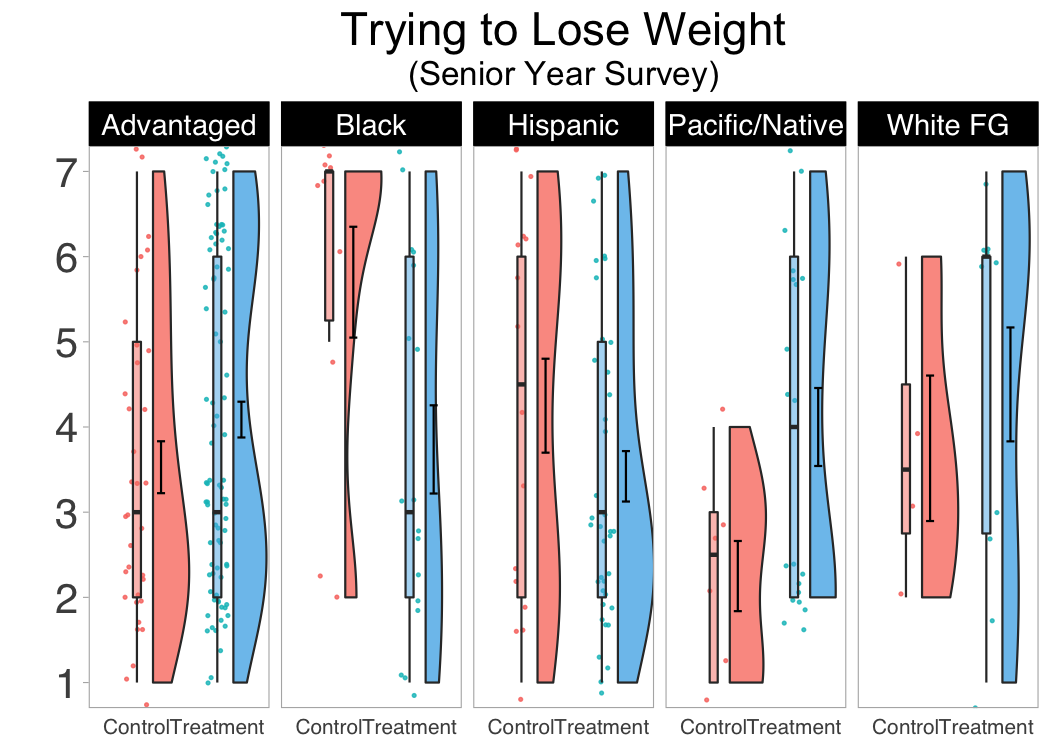 Trying to Lose Weight
(Senior Year Survey)
Advantaged Black Hispanic Pacific/Native White FG
7
6
5
4
3
2
1
ControlTreatment ControlTreatment ControlTreatment ControlTreatment ControlTreatment